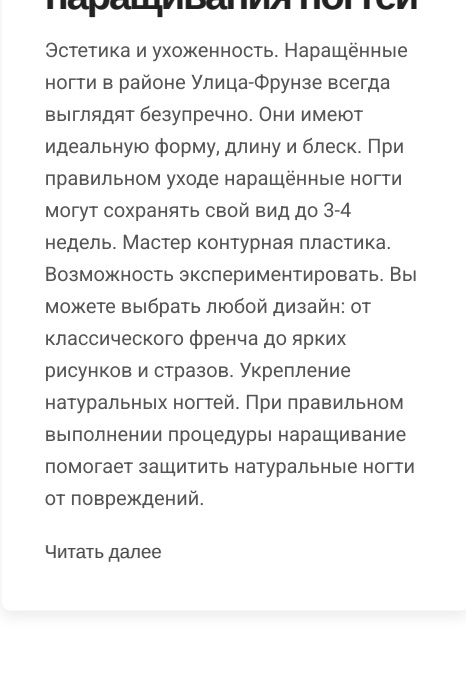 наращивания ногтей
Эстетика и ухоженность. Наращённые
ногти в районе Улица-Фрунзе всегда
выглядят безупречно. Они имеют
идеальную форму, длину и блеск. При
правильном уходе наращённые ногти
могут сохранять свой вид до 3-4
недель. Мастер контурная пластика.
Возможность экспериментировать. Вы
можете выбрать любой дизайн: от
классического френча до ярких
рисунков и стразов. Укрепление
натуральных ногтей. При правильном
выполнении процедуры наращивание
помогает защитить натуральные ногти
от повреждений.
Читать далее